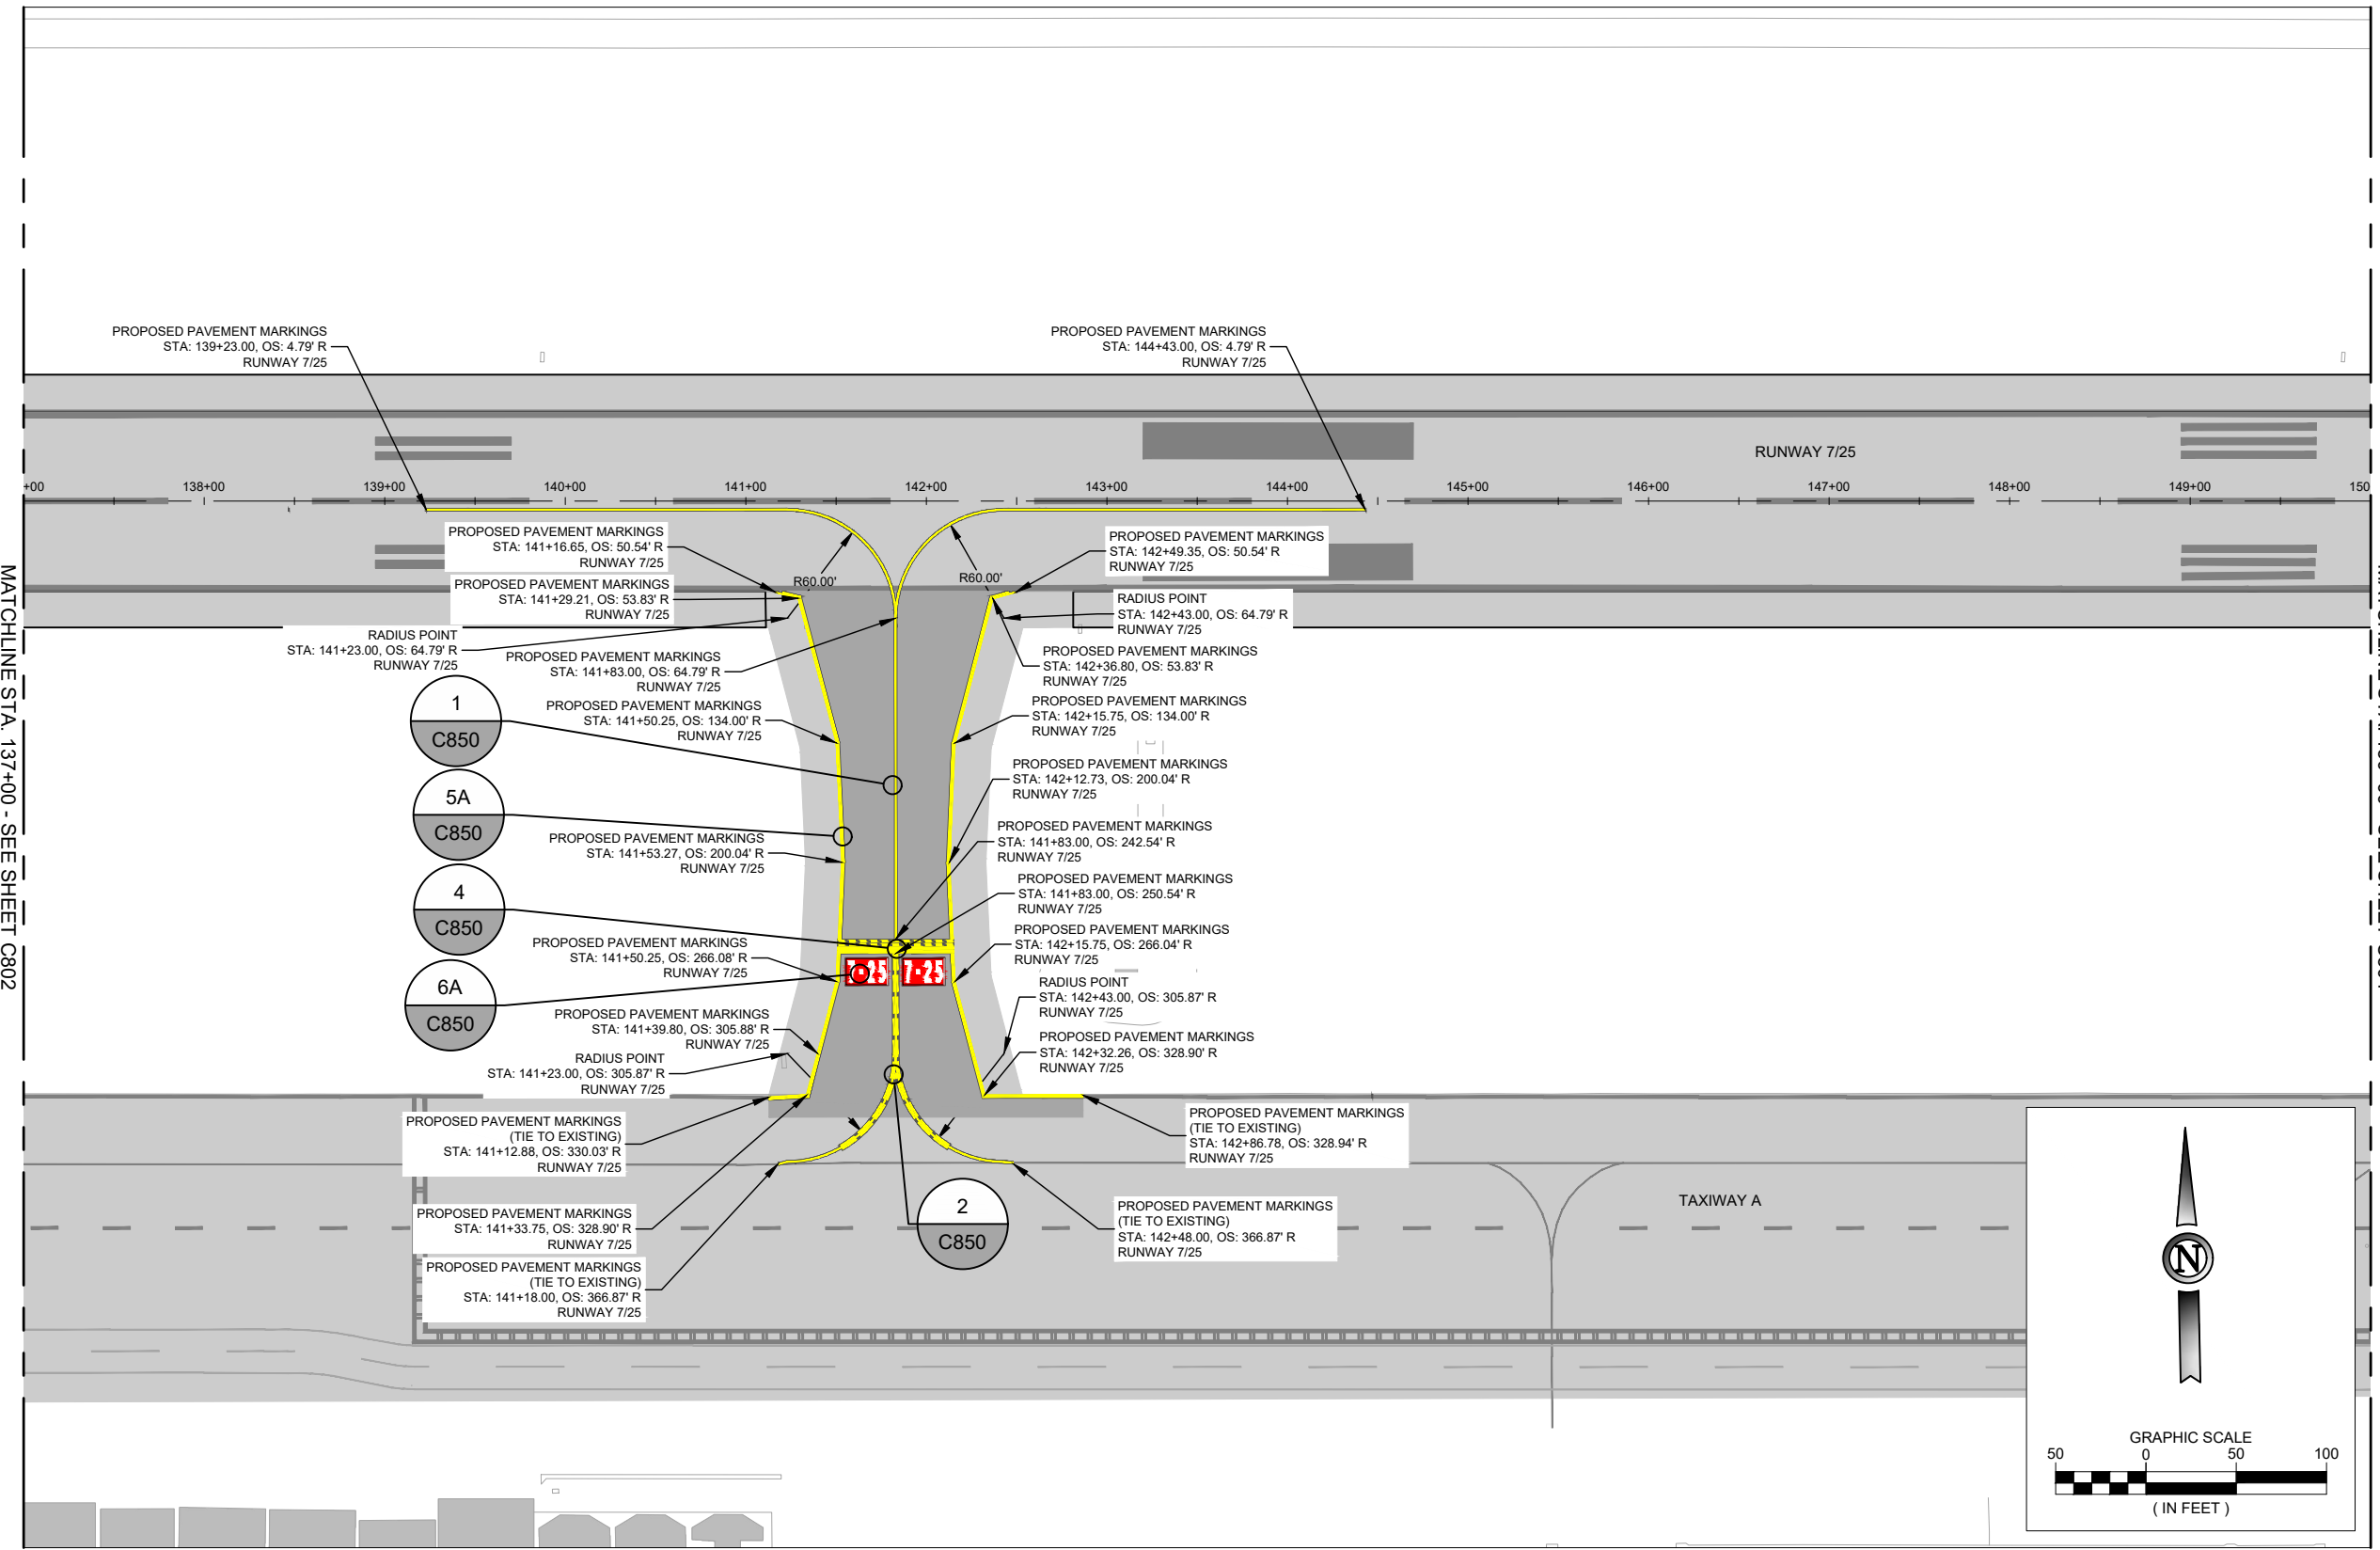 PROPOSED PAVEMENT MARKINGS
STA: 139+23.00, OS: 4.79' R
RUNWAY 7/25
PROPOSED PAVEMENT MARKINGS
STA: 144+43.00, OS: 4.79' R
RUNWAY 7/25
RUNWAY 7/25
+00 138+00 139+00 140+00 141+00 142+00 143+00 144+00 145+00 146+00 147+00 148+00 149+00 150
PROPOSED PAVEMENT MARKINGS
STA: 141+16.65, OS: 50.54' R
RUNWAY 7/25
PROPOSED PAVEMENT MARKINGS
STA: 141+29.21, OS: 53.83' R
RUNWAY 7/25
RADIUS POINT
STA: 141+23.00, OS: 64.79' R
RUNWAY 7/25
PROPOSED PAVEMENT MARKINGS
STA: 141+83.00, OS: 64.79' R
RUNWAY 7/25
PROPOSED PAVEMENT MARKINGS
STA: 141+50.25, OS: 134.00' R
RUNWAY 7/25
R60.00'
R60.00'
PROPOSED PAVEMENT MARKINGS
STA: 142+49.35, OS: 50.54' R
RUNWAY 7/25
RADIUS POINT
STA: 142+43.00, OS: 64.79' R
RUNWAY 7/25
PROPOSED PAVEMENT MARKINGS
STA: 142+36.80, OS: 53.83' R
RUNWAY 7/25
PROPOSED PAVEMENT MARKINGS
STA: 142+15.75, OS: 134.00' R
RUNWAY 7/25
PROPOSED PAVEMENT MARKINGS
STA: 142+12.73, OS: 200.04' R
RUNWAY 7/25
PROPOSED PAVEMENT MARKINGS
STA: 141+83.00, OS: 242.54' R
RUNWAY 7/25
PROPOSED PAVEMENT MARKINGS
STA: 141+83.00, OS: 250.54' R
RUNWAY 7/25
PROPOSED PAVEMENT MARKINGS
STA: 142+15.75, OS: 266.04' R
RUNWAY 7/25
RADIUS POINT
STA: 142+43.00, OS: 305.87' R
RUNWAY 7/25
PROPOSED PAVEMENT MARKINGS
STA: 142+32.26, OS: 328.90' R
RUNWAY 7/25
1
C850
5A
C850
4
C850
6A
C850
PROPOSED PAVEMENT MARKINGS
STA: 141+53.27, OS: 200.04' R
RUNWAY 7/25
PROPOSED PAVEMENT MARKINGS
STA: 141+50.25, OS: 266.08' R
RUNWAY 7/25
7-25 7-25
PROPOSED PAVEMENT MARKINGS
STA: 141+39.80, OS: 305.88' R
RUNWAY 7/25
RADIUS POINT
STA: 141+23.00, OS: 305.87' R
RUNWAY 7/25
PROPOSED PAVEMENT MARKINGS
(TIE TO EXISTING)
STA: 141+12.88, OS: 330.03' R
RUNWAY 7/25
PROPOSED PAVEMENT MARKINGS
STA: 141+33.75, OS: 328.90' R
RUNWAY 7/25
PROPOSED PAVEMENT MARKINGS
(TIE TO EXISTING)
STA: 141+18.00, OS: 366.87' R
RUNWAY 7/25
2
C850
PROPOSED PAVEMENT MARKINGS
(TIE TO EXISTING)
STA: 142+86.78, OS: 328.94' R
RUNWAY 7/25
PROPOSED PAVEMENT MARKINGS
(TIE TO EXISTING)
STA: 142+48.00, OS: 366.87' R
RUNWAY 7/25
TAXIWAY A
MATCHLINE STA. 137+00 - SEE SHEET C802
N
GRAPHIC SCALE
50 0 50 100
( IN FEET )